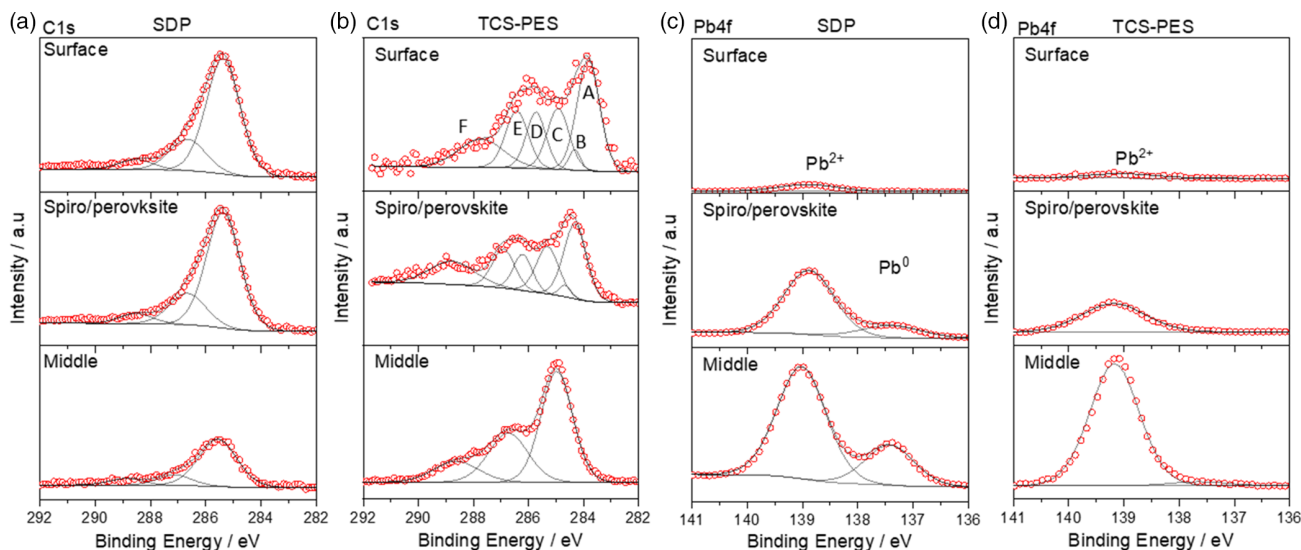 (a) C1s SDP
Surface
Spiro/perovksite
Middle
Intensity / a.u
292 290 288 286 284 282
Binding Energy / eV
(b) C1s TCS-PES
Surface
F E D C B A
Spiro/perovskite
Middle
Intensity / a.u
292 290 288 286 284 282
Binding Energy / eV
(c) Pb4f SDP
Surface
Pb2+
Spiro/perovskite
Pb0
Middle
Intensity / a.u
141 140 139 138 137 136
Binding Energy / eV
(d) Pb4f TCS-PES
Surface
Pb2+
Spiro/perovskite
Middle
Intensity / a.u
141 140 139 138 137 136
Binding Energy / eV